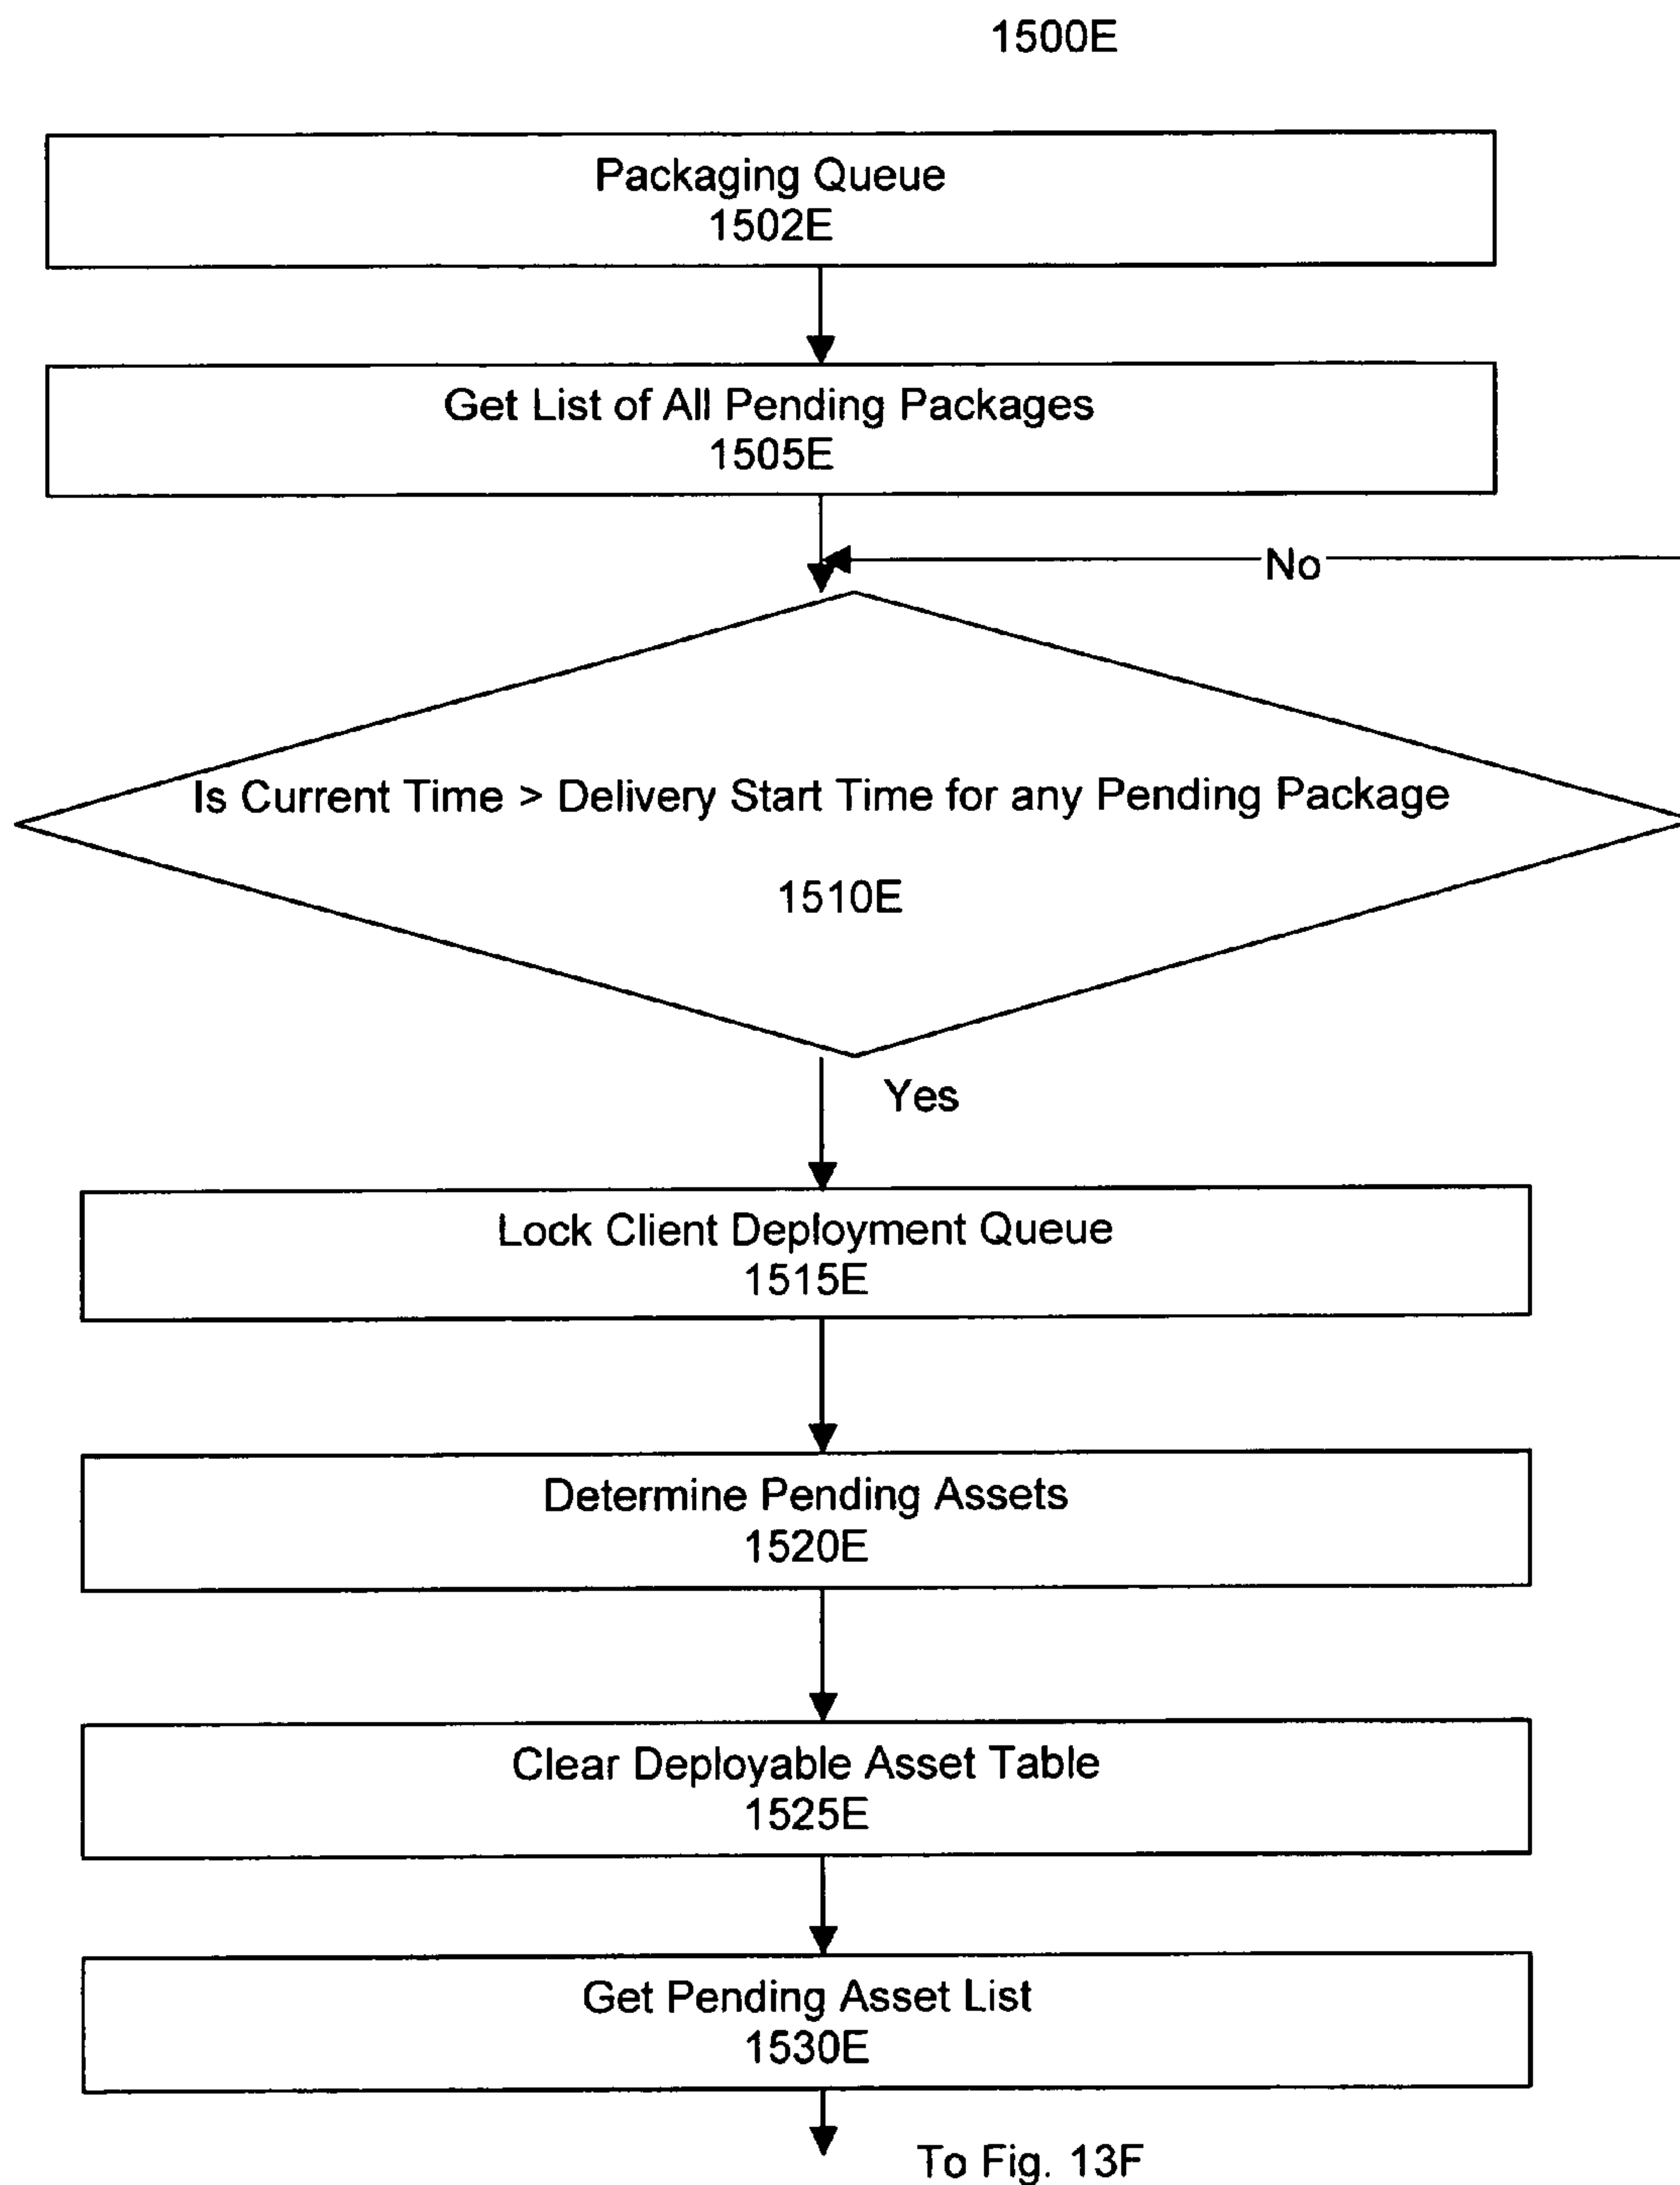 1500E
Packaging Queue
1502E
Get List of All Pending Packages
1505E
No
Is Current Time > Delivery Start Time for any Pending Package
1510E
Yes
Lock Client Deployment Queue
1515E
Determine Pending Assets
1520E
Clear Deployable Asset Table
1525E
Get Pending Asset List
1530E
To Fig. 13F